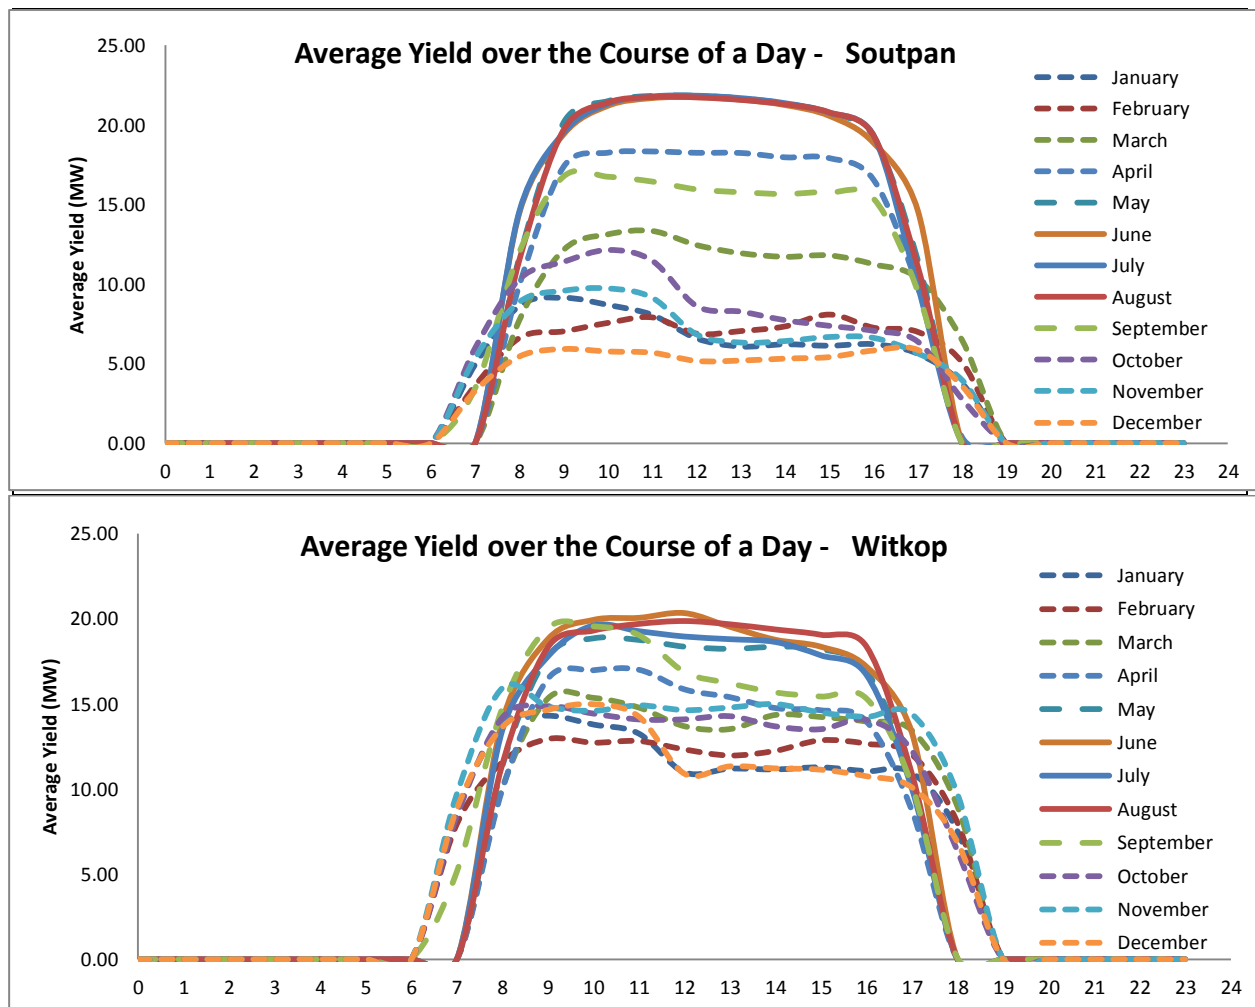 Average Yield over the Course of a Day - Soutpan
Average Yield (MW)
25.00
20.00
15.00
10.00
5.00
0.00
0 1 2 3 4 5 6 7 8 9 10 11 12 13 14 15 16 17 18 19 20 21 22 23 24
January
February
March
April
May
June
July
August
September
October
November
December
Average Yield over the Course of a Day - Witkop
Average Yield (MW)
25.00
20.00
15.00
10.00
5.00
0.00
0 1 2 3 4 5 6 7 8 9 10 11 12 13 14 15 16 17 18 19 20 21 22 23 24
January
February
March
April
May
June
July
August
September
October
November
December